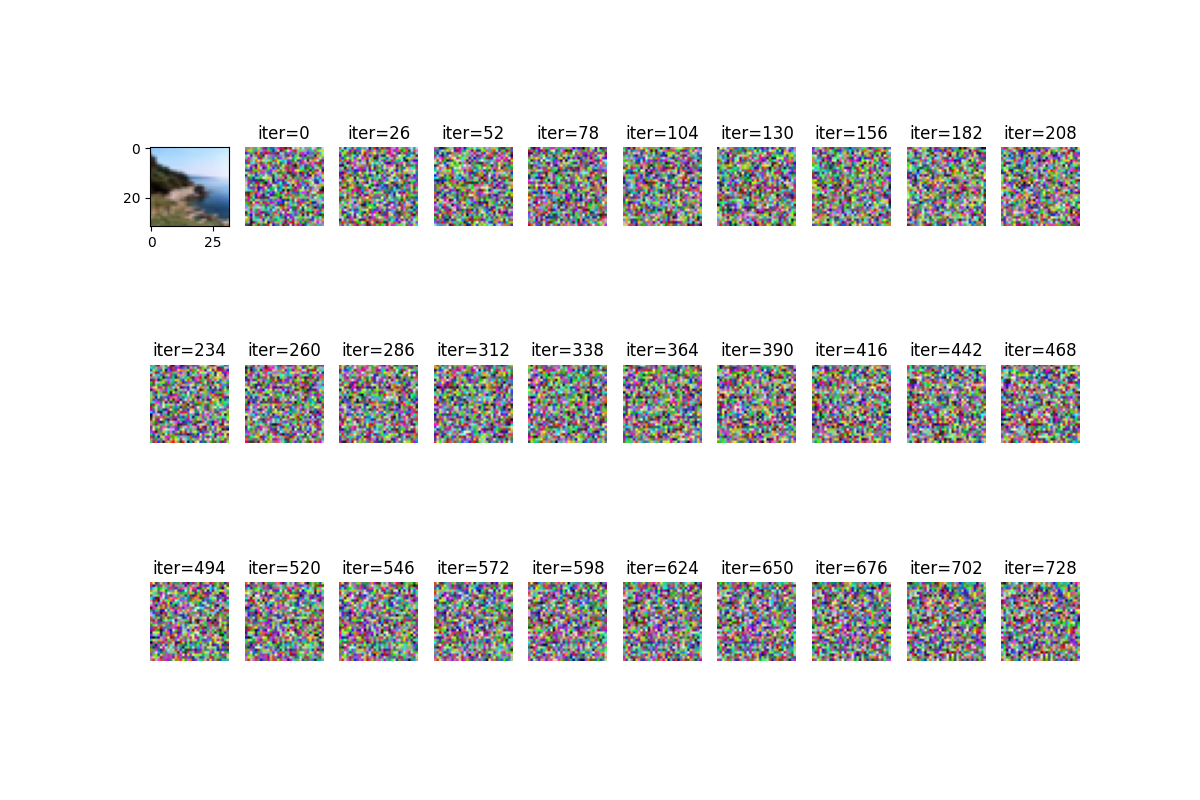 iter=0 iter=26 iter=52 iter=78 iter=104 iter=130 iter=156 iter=182 iter=208
0
20
0 25
iter=234 iter=260 iter=286 iter=312 iter=338 iter=364 iter=390 iter=416 iter=442 iter=468
iter=494 iter=520 iter=546 iter=572 iter=598 iter=624 iter=650 iter=676 iter=702 iter=728